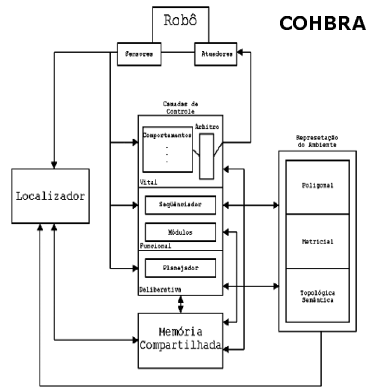 Robô
COHBRA
Sensores
Atuadores
Camadas de
Controle
Comportamentos
.
.
.
Árbitro
Vital
Seqüênciador
Módulos
Funcional
Planejador
Deliberativa
Localizador
Memória
Compartilhada
Representação
do Ambiente
Poligonal
Matricial
Topológica
Semântica